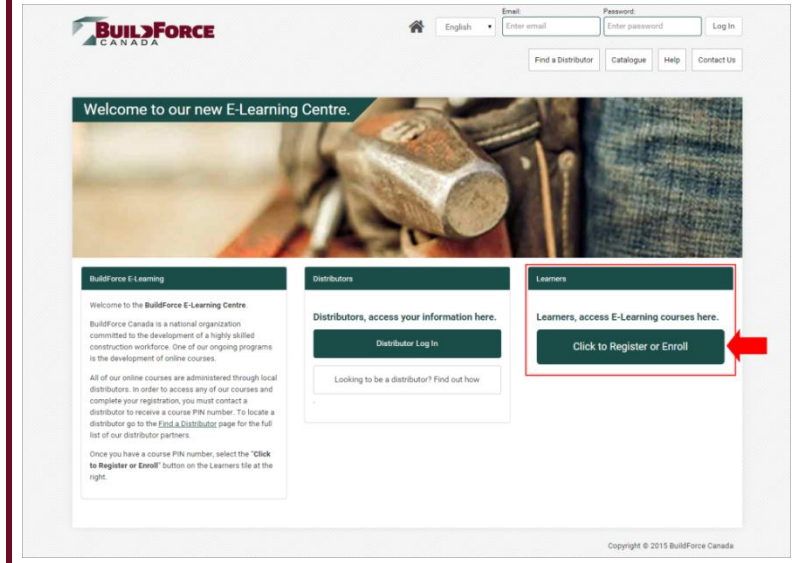 BUILDFORCE
CANADA
English
Email:
Enter email
Password:
Enter password
Log In
Find a Distributor
Catalogue
Help
Contact Us
Welcome to our new E-Learning Centre.
BuildForce E-Learning
Welcome to the BuildForce E-Learning Centre.
BuildForce Canada is a national organization
committed to the development of a highly skilled
construction workforce. One of our ongoing programs
is the development of online courses.
All of our online courses are administered through local
distributors. In order to access any of our courses and
complete your registration, you must contact a
distributor to receive a course PIN number. To locate a
distributor go to the Find a Distributor page for the full
list of our distributor partners.
Once you have a course PIN number, select the "Click
to Register or Enroll" button on the Learners tile at the
right.
Distributors
Distributors, access your information here.
Distributor Log In
Looking to be a distributor? Find out how
.
Learners
Learners, access E-Learning courses here.
Click to Register or Enroll
Copyright © 2015 BuildForce Canada